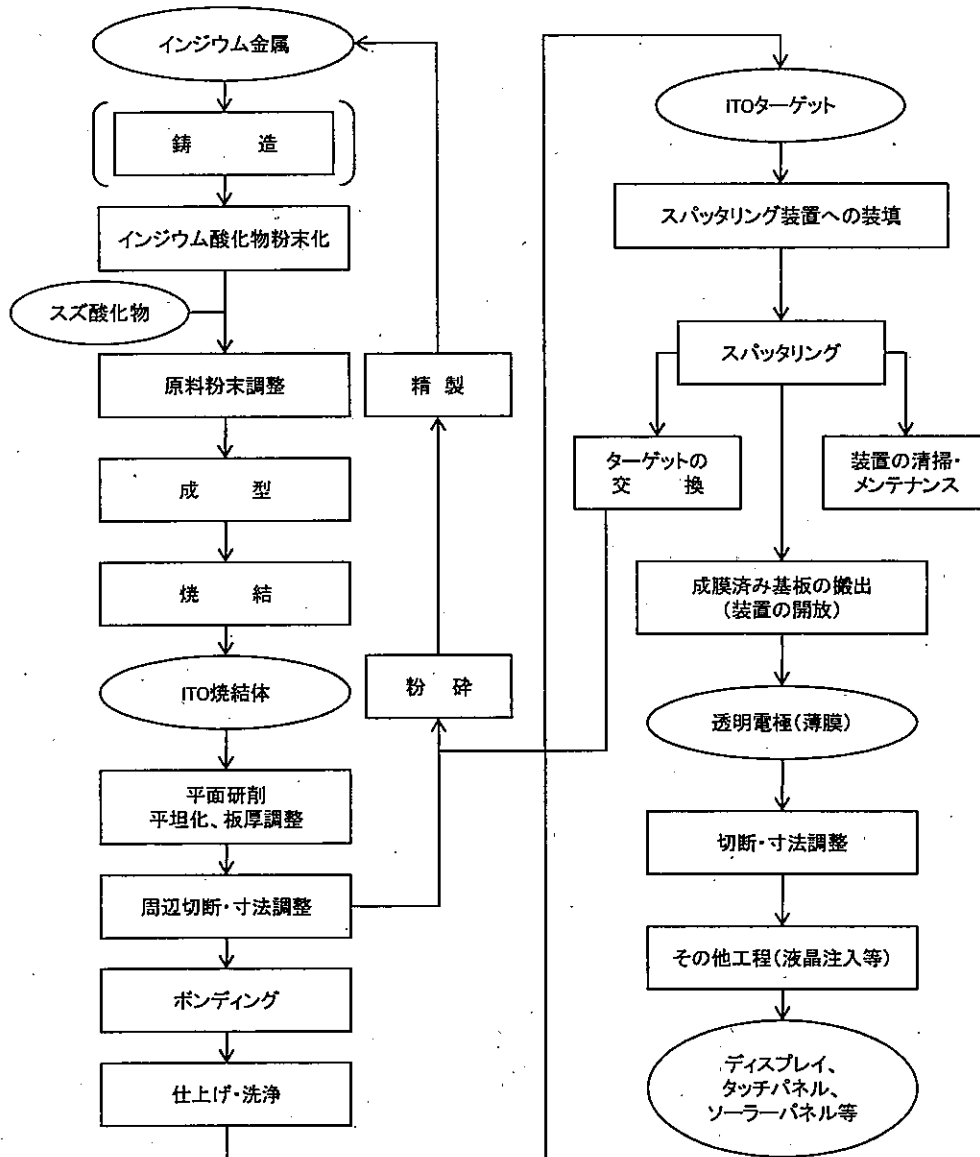 インジウム金属
鋳　造
インジウム酸化物粉末化
スズ酸化物
原料粉末調整
成　型
焼　結
ITO焼結体
平面研削
平坦化、板厚調整
周辺切断・寸法調整
ボンディング
仕上げ・洗浄
精 製
粉 砕
ITOターゲット
スパッタリング装置への装填
スパッタリング
ターゲットの
交　換
装置の清掃・
メンテナンス
成膜済み基板の搬出
（装置の開放）
透明電極（薄膜）
切断・寸法調整
その他工程（液晶注入等）
ディスプレイ、
タッチパネル、
ソーラーパネル等